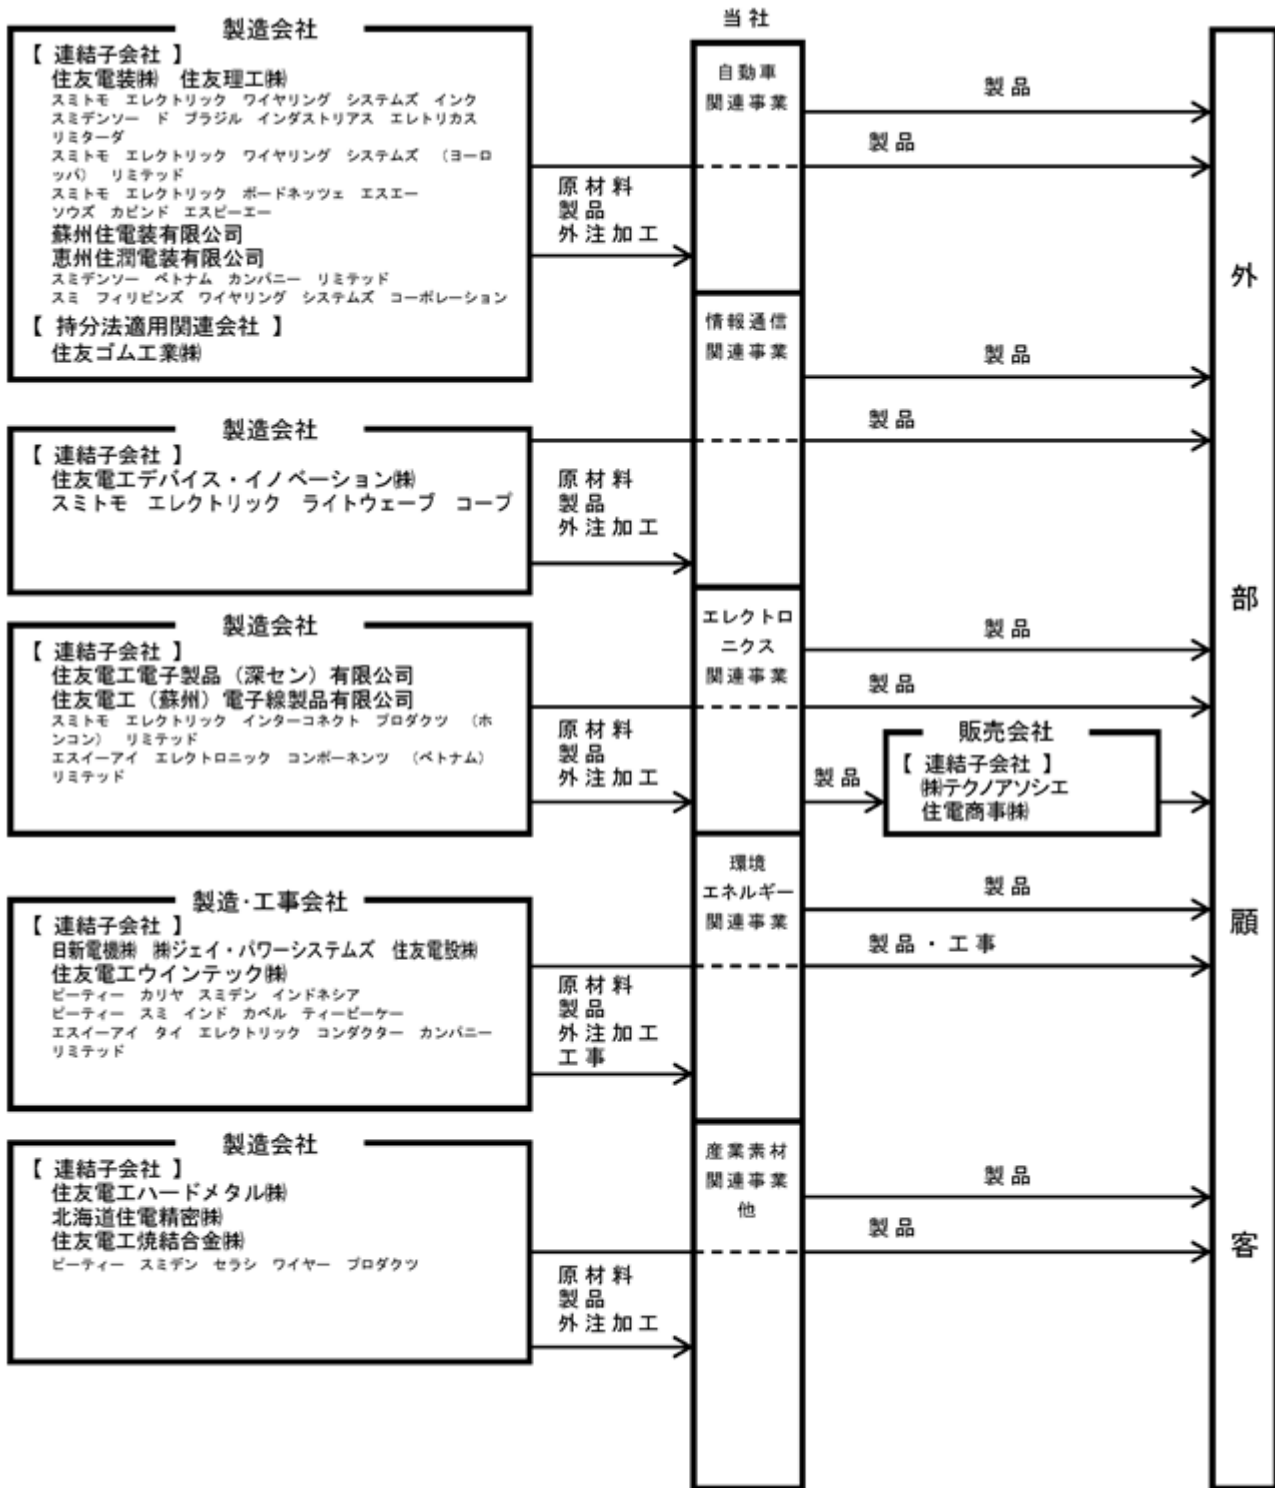 当社
製造会社
【 連結子会社 】
住友電装㈱　住友理工㈱
スミトモ　エレクトリック　ワイヤリング　システムズ　インク
スミデンソー　ド　ブラジル　インダストリアス　エレトリカス
リミターダ
スミトモ　エレクトリック　ワイヤリング　システムズ　（ヨーロ
ッパ）　リミテッド
スミトモ　エレクトリック　ボードネッツェ　エスエー
ソウズ　カビンド　エスピーエー
蘇州住電装有限公司
恵州住潤電装有限公司
スミデンソー　ベトナム　カンパニー　リミテッド
スミ　フィリピンズ　ワイヤリング　システムズ　コーポレーション
【 持分法適用関連会社 】
住友ゴム工業㈱
原材料
製品
外注加工
自動車
関連事業
製品
製品
製造会社
【 連結子会社 】
住友電工デバイス・イノベーション㈱
スミトモ　エレクトリック　ライトウェーブ　コープ
原材料
製品
外注加工
情報通信
関連事業
製品
製品
製造会社
【 連結子会社 】
住友電工電子製品（深セン）有限公司
住友電工（蘇州）電子線製品有限公司
スミトモ　エレクトリック　インターコネクト　プロダクツ　（ホ
ンコン）　リミテッド
エスイーアイ　エレクトロニック　コンポーネンツ　（ベトナム）
リミテッド
原材料
製品
外注加工
エレクトロ
ニクス
関連事業
製品
製品
製品
販売会社
【 連結子会社 】
㈱テクノアソシエ
住電商事㈱
製造・工事会社
【 連結子会社 】
日新電機㈱　㈱ジェイ・パワーシステムズ　住友電設㈱
住友電工ウインテック㈱
ピーティー　カリヤ　スミデン　インドネシア
ピーティー　スミ　インド　カベル　ティービーケー
エスイーアイ　タイ　エレクトリック　コンダクター　カンパニー
リミテッド
原材料
製品
外注加工
工事
環境
エネルギー
関連事業
製品
製品・工事
製造会社
【 連結子会社 】
住友電工ハードメタル㈱
北海道住電精密㈱
住友電工焼結合金㈱
ピーティー　スミデン　セラシ　ワイヤー　プロダクツ
原材料
製品
外注加工
産業素材
関連事業
他
製品
製品
外
部
顧
客